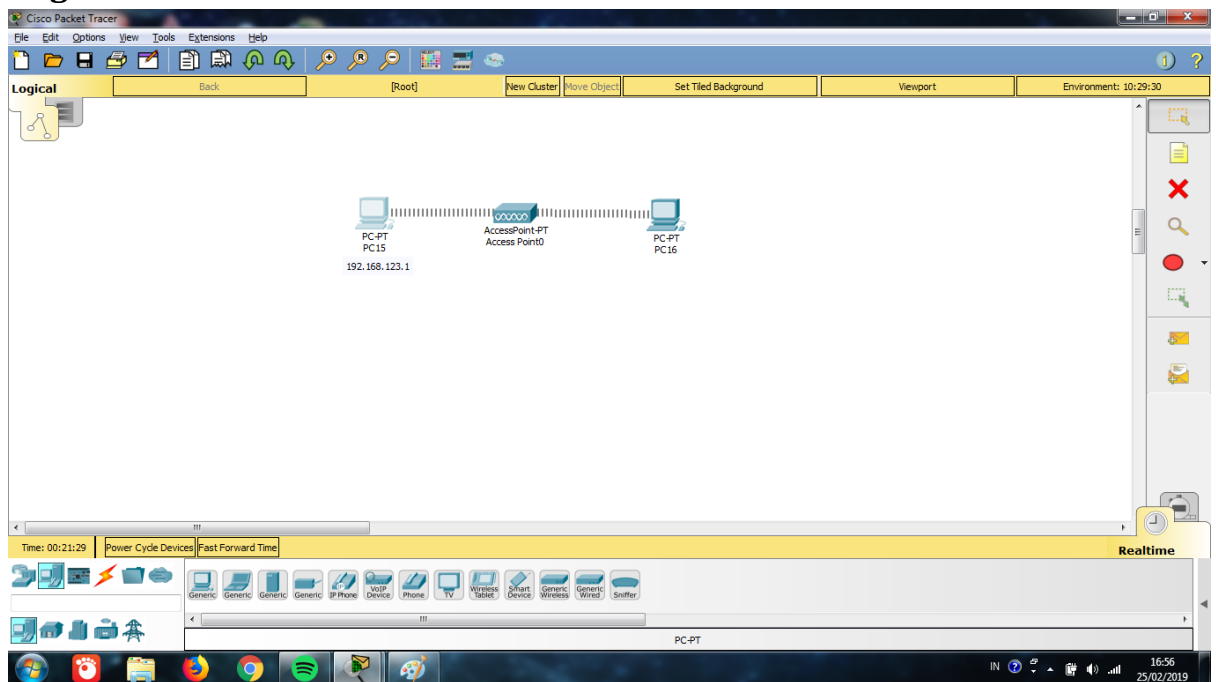 Cisco Packet Tracer
File Edit Options View Tools Extensions Help
Logical Back [Root] New Cluster Move Object Set Tiled Background Viewport Environment: 10:29:30
PC-PT
PC15
192.168.123.1
AccessPoint-PT
Access Point0
PC-PT
PC16
Time: 00:21:29 Power Cycle Devices Fast Forward Time Realtime
Generic Generic Generic Generic IP Phone VoIP Device Phone TV Wireless Tablet Smart Device Generic Wireless Generic Wired Sniffer
PC-PT
IN 16:56
25/02/2019